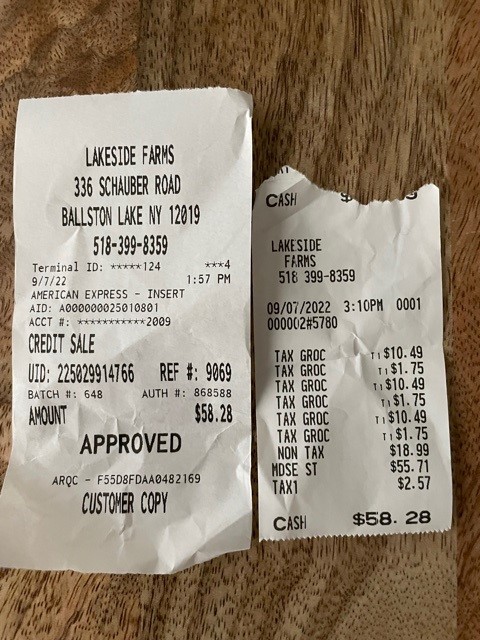 LAKESIDE FARMS
336 SCHAUBER ROAD
BALLSTON LAKE NY 12019
518-399-8359
Terminal ID: *****124 ***4
9/7/22 1:57 PM
AMERICAN EXPRESS - INSERT
AID: A000000025010801
ACCT #: ***********2009
CREDIT SALE
UID: 225029914766 REF #: 9069
BATCH #: 648 AUTH #: 868588
AMOUNT $58.28
APPROVED
ARQC - F55D8FDAA0482169
CUSTOMER COPY
CASH
LAKESIDE
FARMS
518 399-8359
09/07/2022 3:10PM 0001
000002#5780
TAX GROC T1 $10.49
TAX GROC T1 $1.75
TAX GROC T1 $10.49
TAX GROC T1 $1.75
TAX GROC T1 $10.49
TAX GROC T1 $1.75
NON TAX $18.99
MDSE ST $55.71
TAX1 $2.57
CASH $58.28